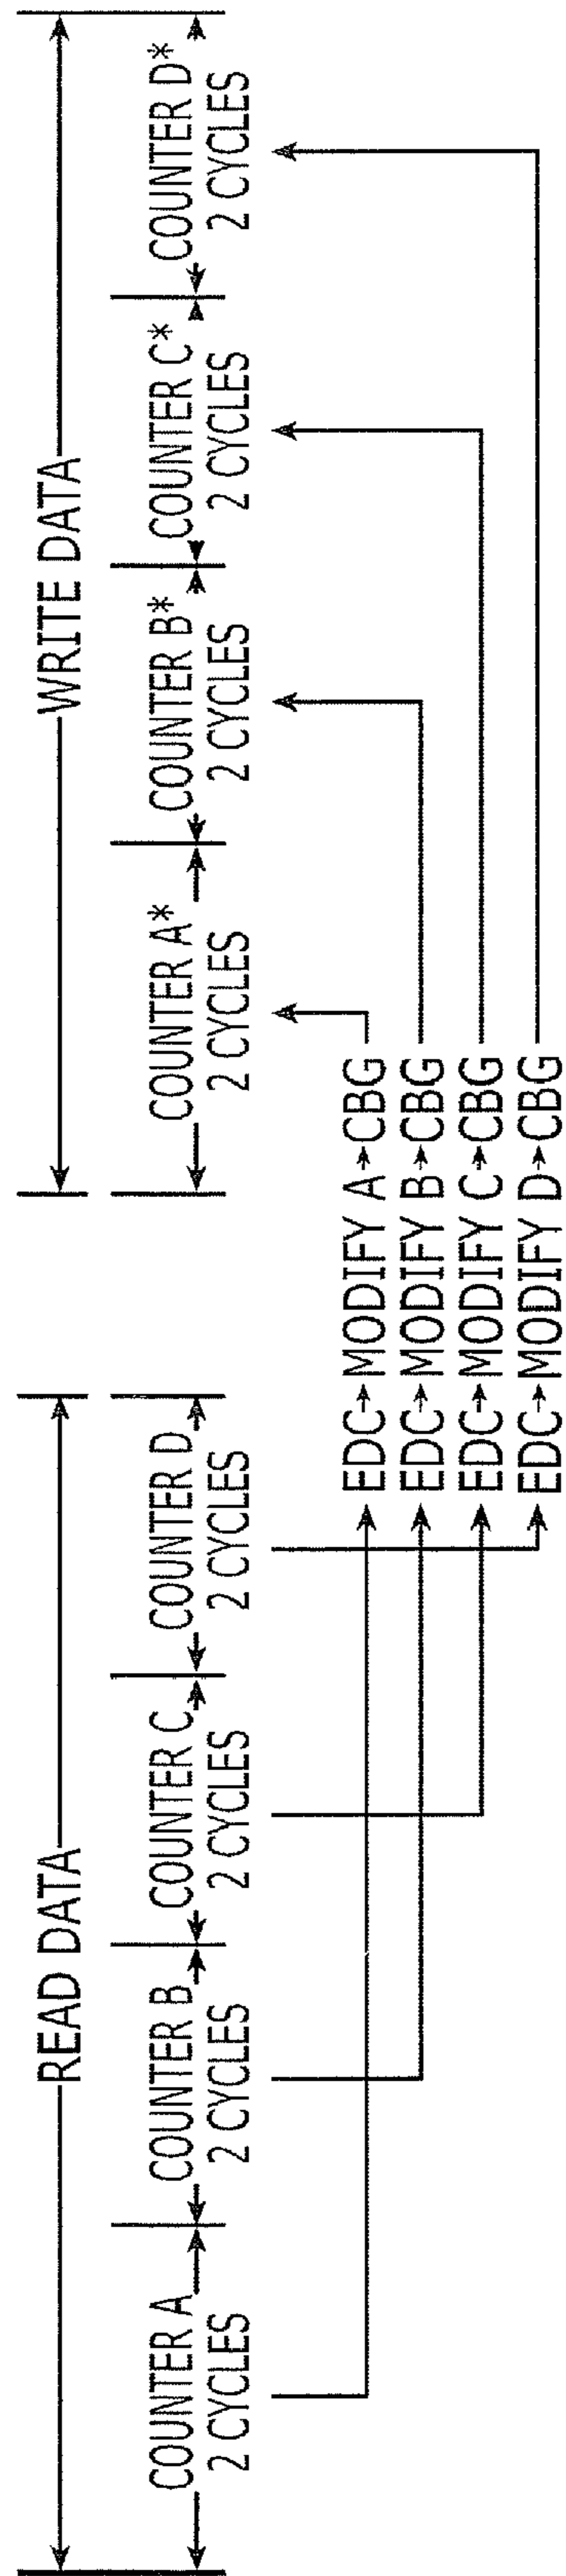 READ DATA
WRITE DATA
COUNTER A
2 CYCLES
COUNTER B
2 CYCLES
COUNTER C
2 CYCLES
COUNTER D
2 CYCLES
COUNTER A*
2 CYCLES
COUNTER B*
2 CYCLES
COUNTER C*
2 CYCLES
COUNTER D*
2 CYCLES
EDC→MODIFY A→CBG
EDC→MODIFY B→CBG
EDC→MODIFY C→CBG
EDC→MODIFY D→CBG